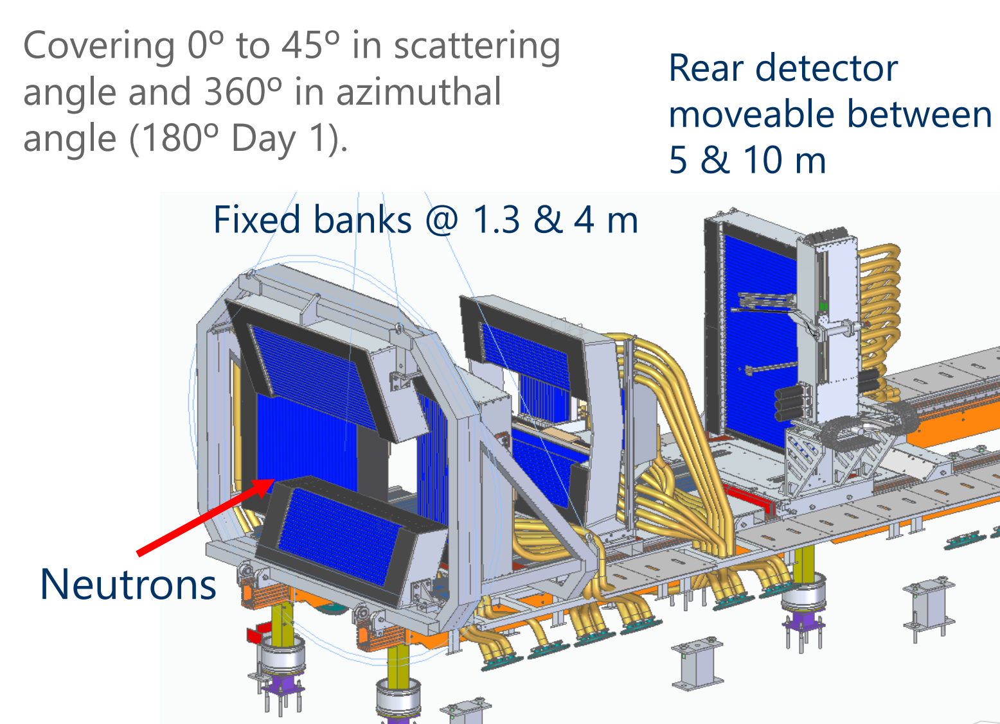 Covering 0º to 45º in scattering
angle and 360º in azimuthal
angle (180º Day 1).
Rear detector
moveable between
5 & 10 m
Fixed banks @ 1.3 & 4 m
Neutrons